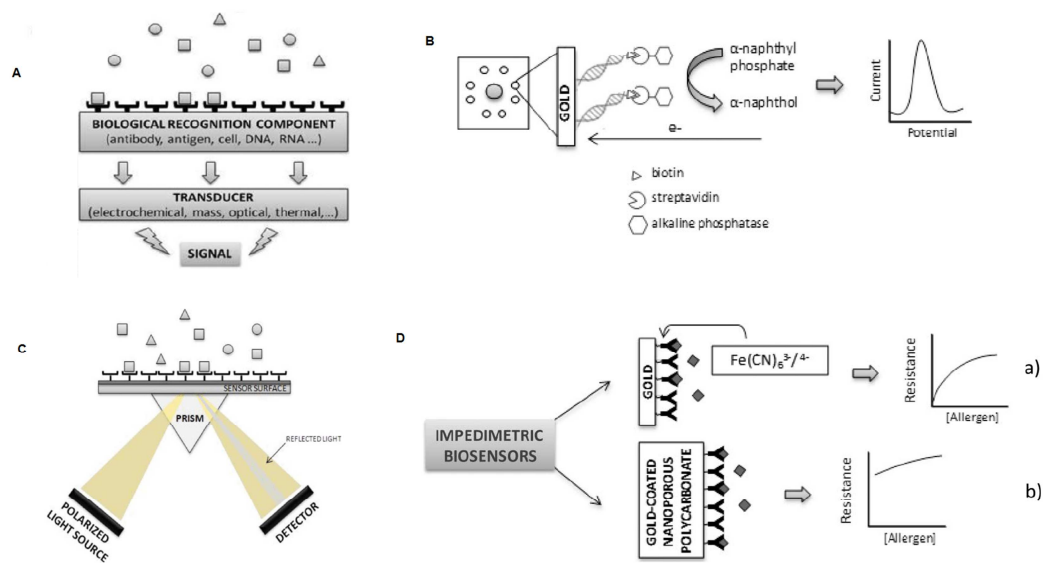 A
BIOLOGICAL RECOGNITION COMPONENT
(antibody, antigen, cell, DNA, RNA ...)
TRANSDUCER
(electrochemical, mass, optical, thermal,...)
SIGNAL
B
GOLD
α-naphthyl
phosphate
α-naphthol
e-
biotin
streptavidin
alkaline phosphatase
Current
Potential
C
SENSOR SURFACE
PRISM
REFLECTED LIGHT
POLARIZED
LIGHT SOURCE
DETECTOR
D
IMPEDIMETRIC
BIOSENSORS
GOLD
Fe(CN)₆³⁻/⁴⁻
Resistance
[Allergen]
a)
GOLD-COATED
NANOPOROUS
POLYCARBONATE
Resistance
[Allergen]
b)